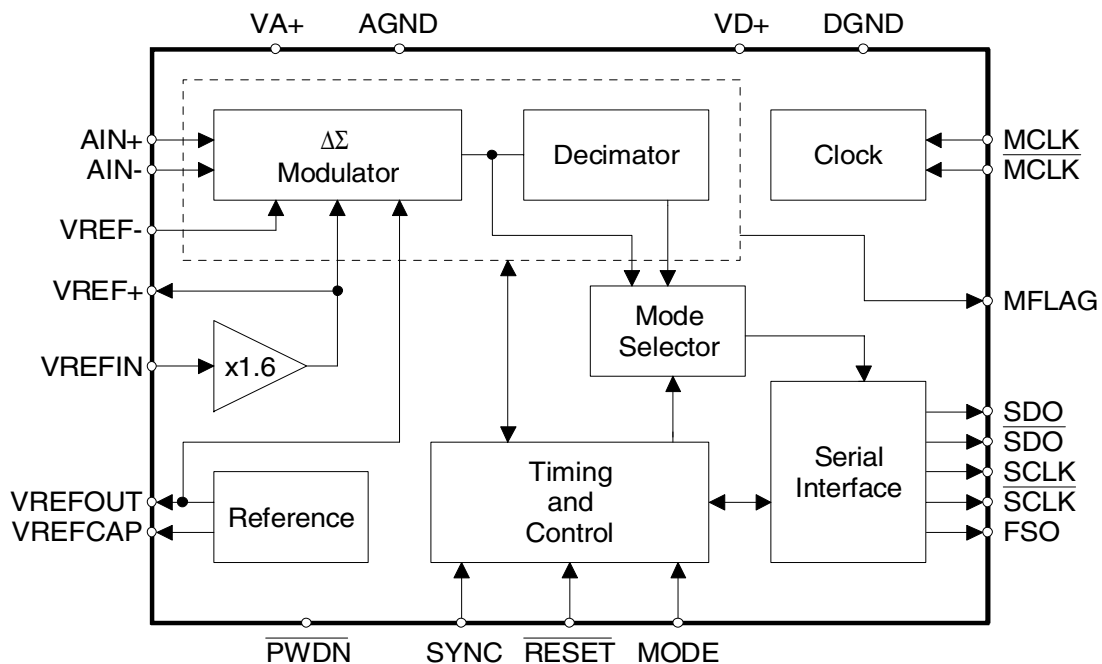 VA+ AGND VD+ DGND
AIN+
AIN-
VREF-
VREF+
VREFIN
VREFOUT
VREFCAP
ΔΣ
Modulator
Decimator
Clock
Mode
Selector
x1.6
Timing
and
Control
Serial
Interface
Reference
MCLK
MCLK
MFLAG
SDO
SDO
SCLK
SCLK
FSO
PWDN SYNC RESET MODE